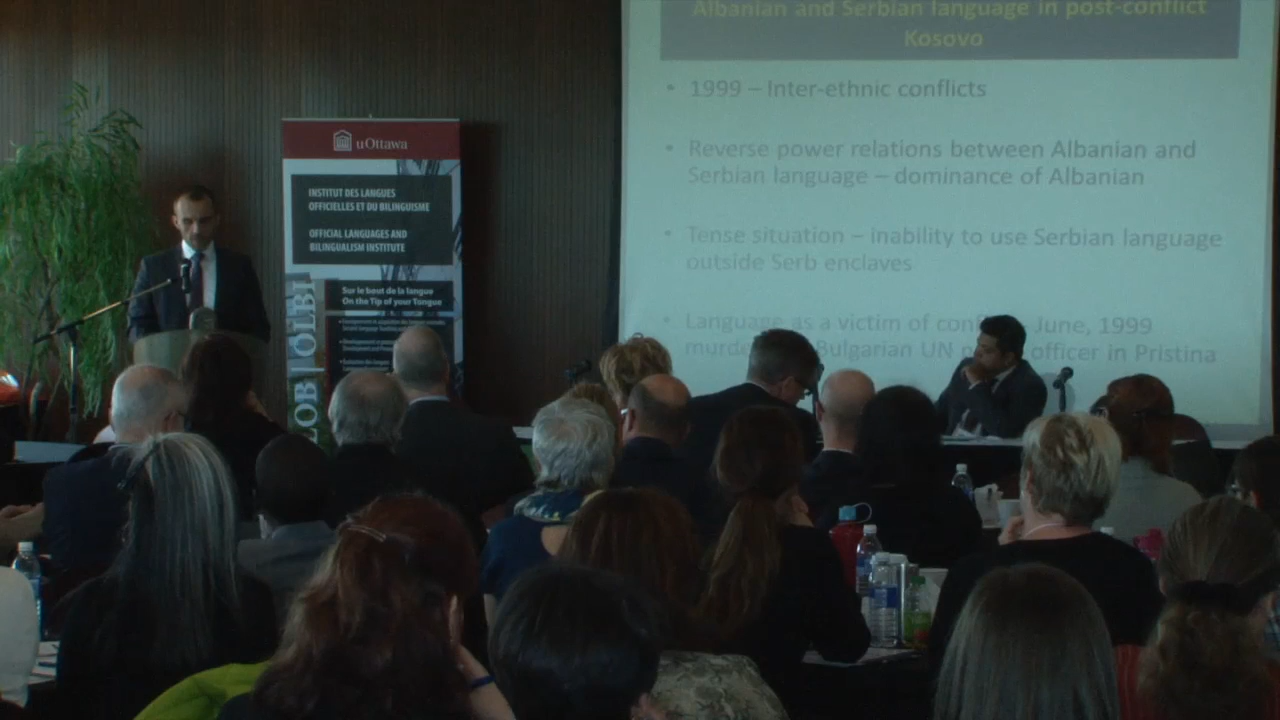 Albanian and Serbian language in post-conflict
Kosovo
• 1999 – Inter-ethnic conflicts
• Reverse power relations between Albanian and
Serbian language – dominance of Albanian
• Tense situation – inability to use Serbian language
outside Serb enclaves
• Language as a victim of June, 1999
Bulgarian UN officer in Pristina
uOttawa
INSTITUT DES LANGUES
OFFICIELLES ET DU BILINGUISME
OFFICIAL LANGUAGES AND
BILINGUALISM INSTITUTE
Sur le bout de la langue
On the Tip of your Tongue
LOB | OLBI